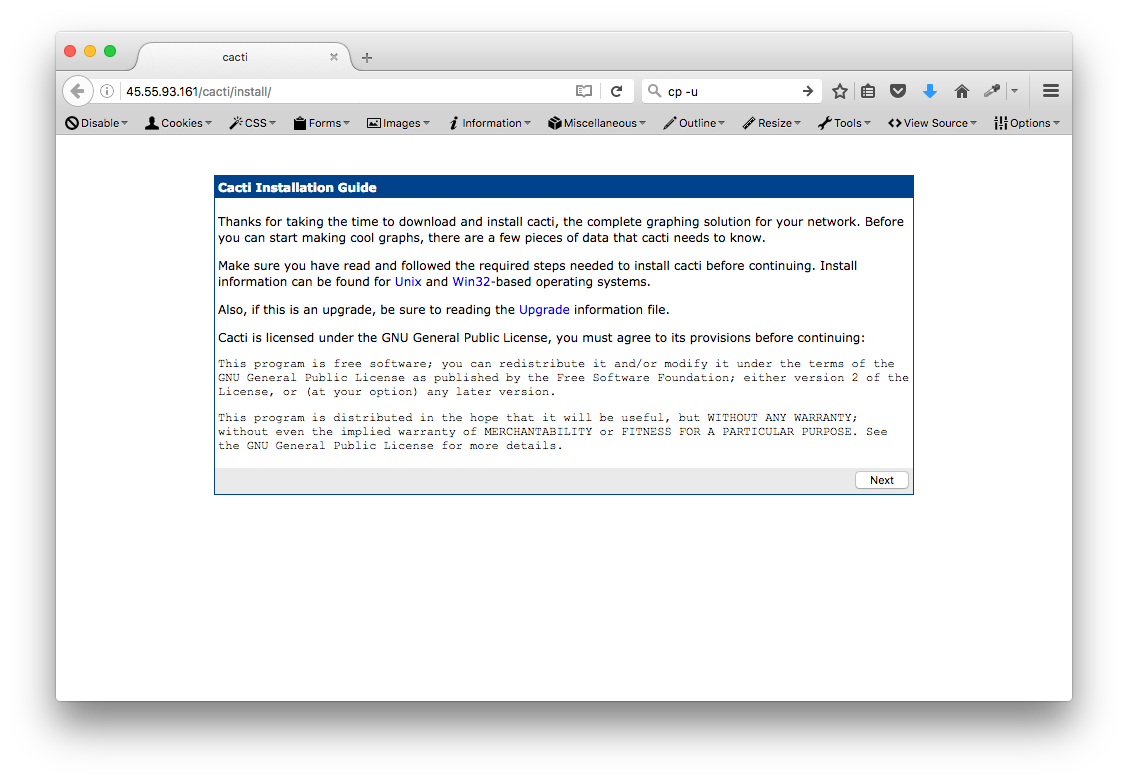 cacti
45.55.93.161/cacti/install/
cp -u
Disable
Cookies
CSS
Forms
Images
Information
Miscellaneous
Outline
Resize
Tools
View Source
Options
Cacti Installation Guide
Thanks for taking the time to download and install cacti, the complete graphing solution for your network. Before
you can start making cool graphs, there are a few pieces of data that cacti needs to know.
Make sure you have read and followed the required steps needed to install cacti before continuing. Install
information can be found for Unix and Win32-based operating systems.
Also, if this is an upgrade, be sure to reading the Upgrade information file.
Cacti is licensed under the GNU General Public License, you must agree to its provisions before continuing:
This program is free software; you can redistribute it and/or modify it under the terms of the
GNU General Public License as published by the Free Software Foundation; either version 2 of the
License, or (at your option) any later version.
This program is distributed in the hope that it will be useful, but WITHOUT ANY WARRANTY;
without even the implied warranty of MERCHANTABILITY or FITNESS FOR A PARTICULAR PURPOSE. See
the GNU General Public License for more details.
Next